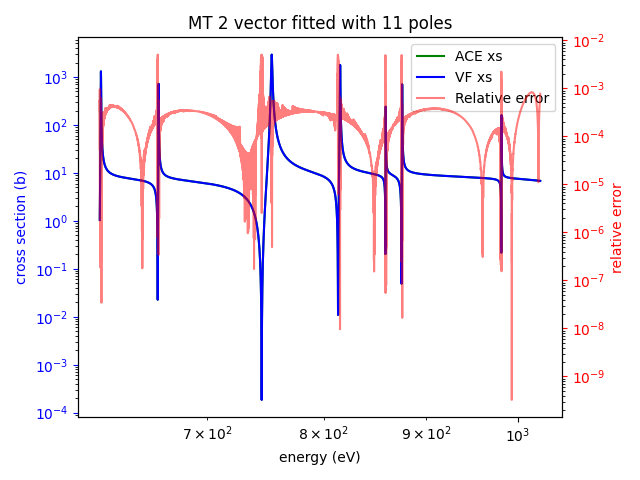 MT 2 vector fitted with 11 poles
ACE xs
VF xs
Relative error
cross section (b)
10³
10²
10¹
10⁰
10⁻¹
10⁻²
10⁻³
10⁻⁴
10⁻²
10⁻³
10⁻⁴
10⁻⁵
10⁻⁶
10⁻⁷
10⁻⁸
10⁻⁹
relative error
7 × 10²
8 × 10²
9 × 10²
10³
energy (eV)